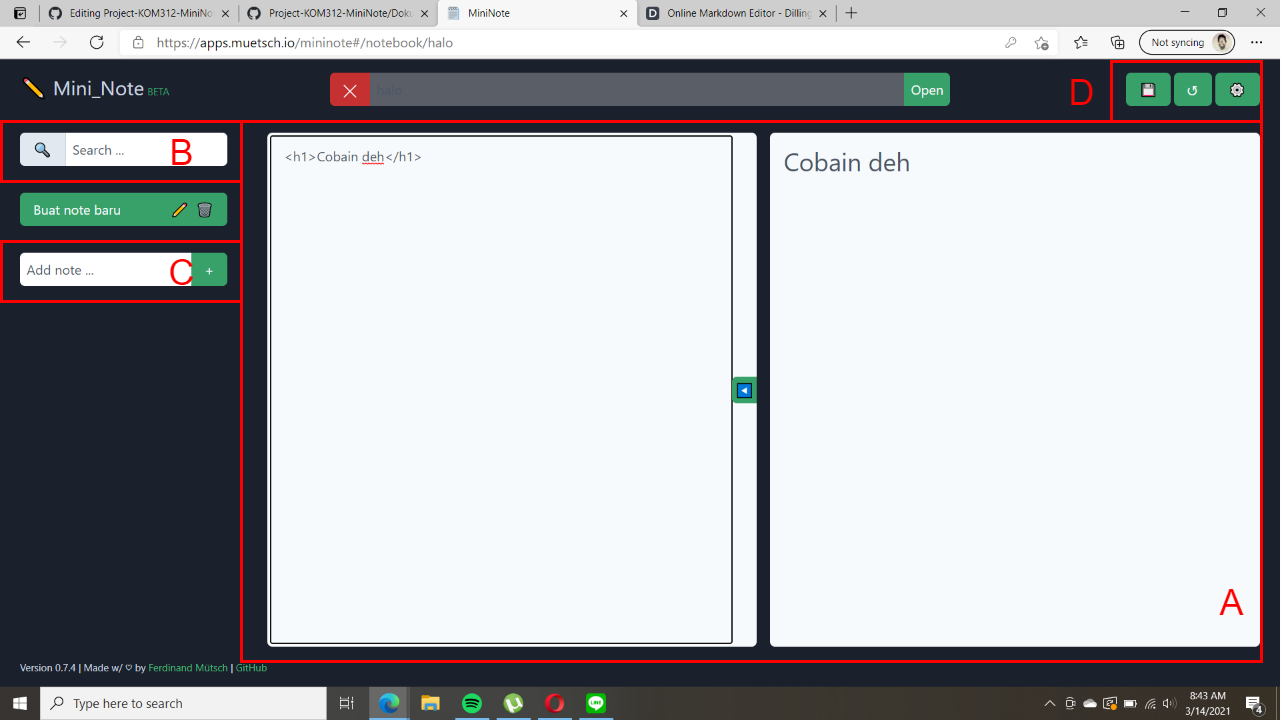 Editing Project-KOM312-MiniNo
Project-KOM312-MiniNote/Doku
MiniNote
Online Markdown Editor - Dilling
https://apps.muetsch.io/mininote#/notebook/halo
Not syncing
Mini_Note BETA
halo
Open
D
Search ...
B
<h1>Cobain deh</h1>
Cobain deh
Buat note baru
Add note ...
C
+
A
Version 0.7.4 | Made w/ ♡ by Ferdinand Mütsch | GitHub
Type here to search
8:43 AM
3/14/2021
4